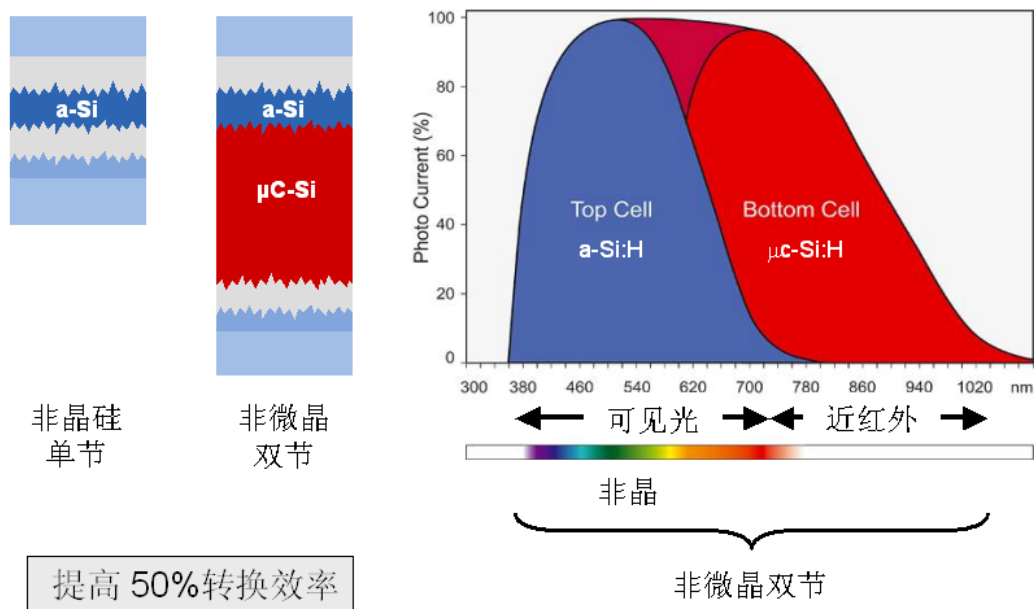 a-Si
a-Si
μC-Si
非晶硅
单节
非微晶
双节
提高 50%转换效率
Photo Current (%)
100
80
60
40
20
0
Top Cell
a-Si:H
Bottom Cell
μc-Si:H
300 380 460 540 620 700 780 860 940 1020 nm
可见光 近红外
非晶
非微晶双节